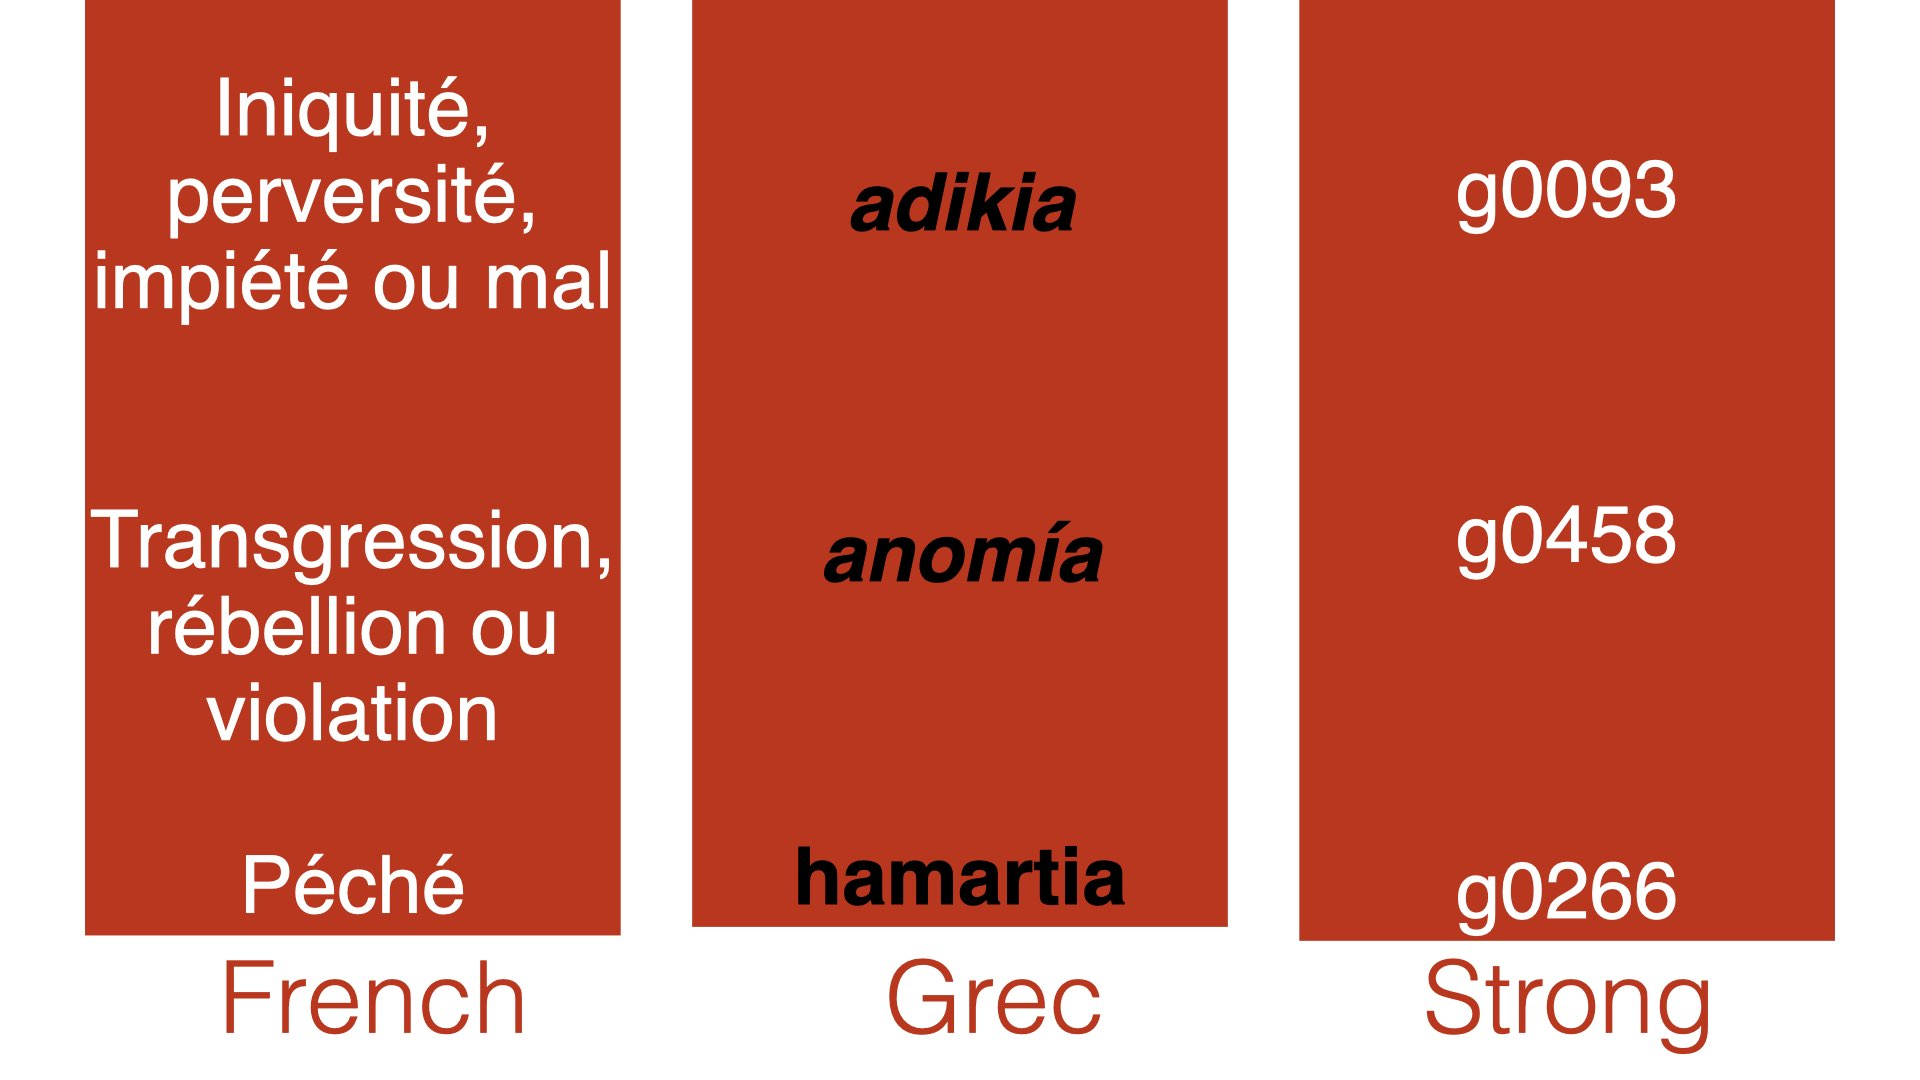 Iniquité,
perversité,
impiété ou mal
adikia
g0093
Transgression,
rébellion ou
violation
anomía
g0458
Péché
hamartia
g0266
French
Grec
Strong